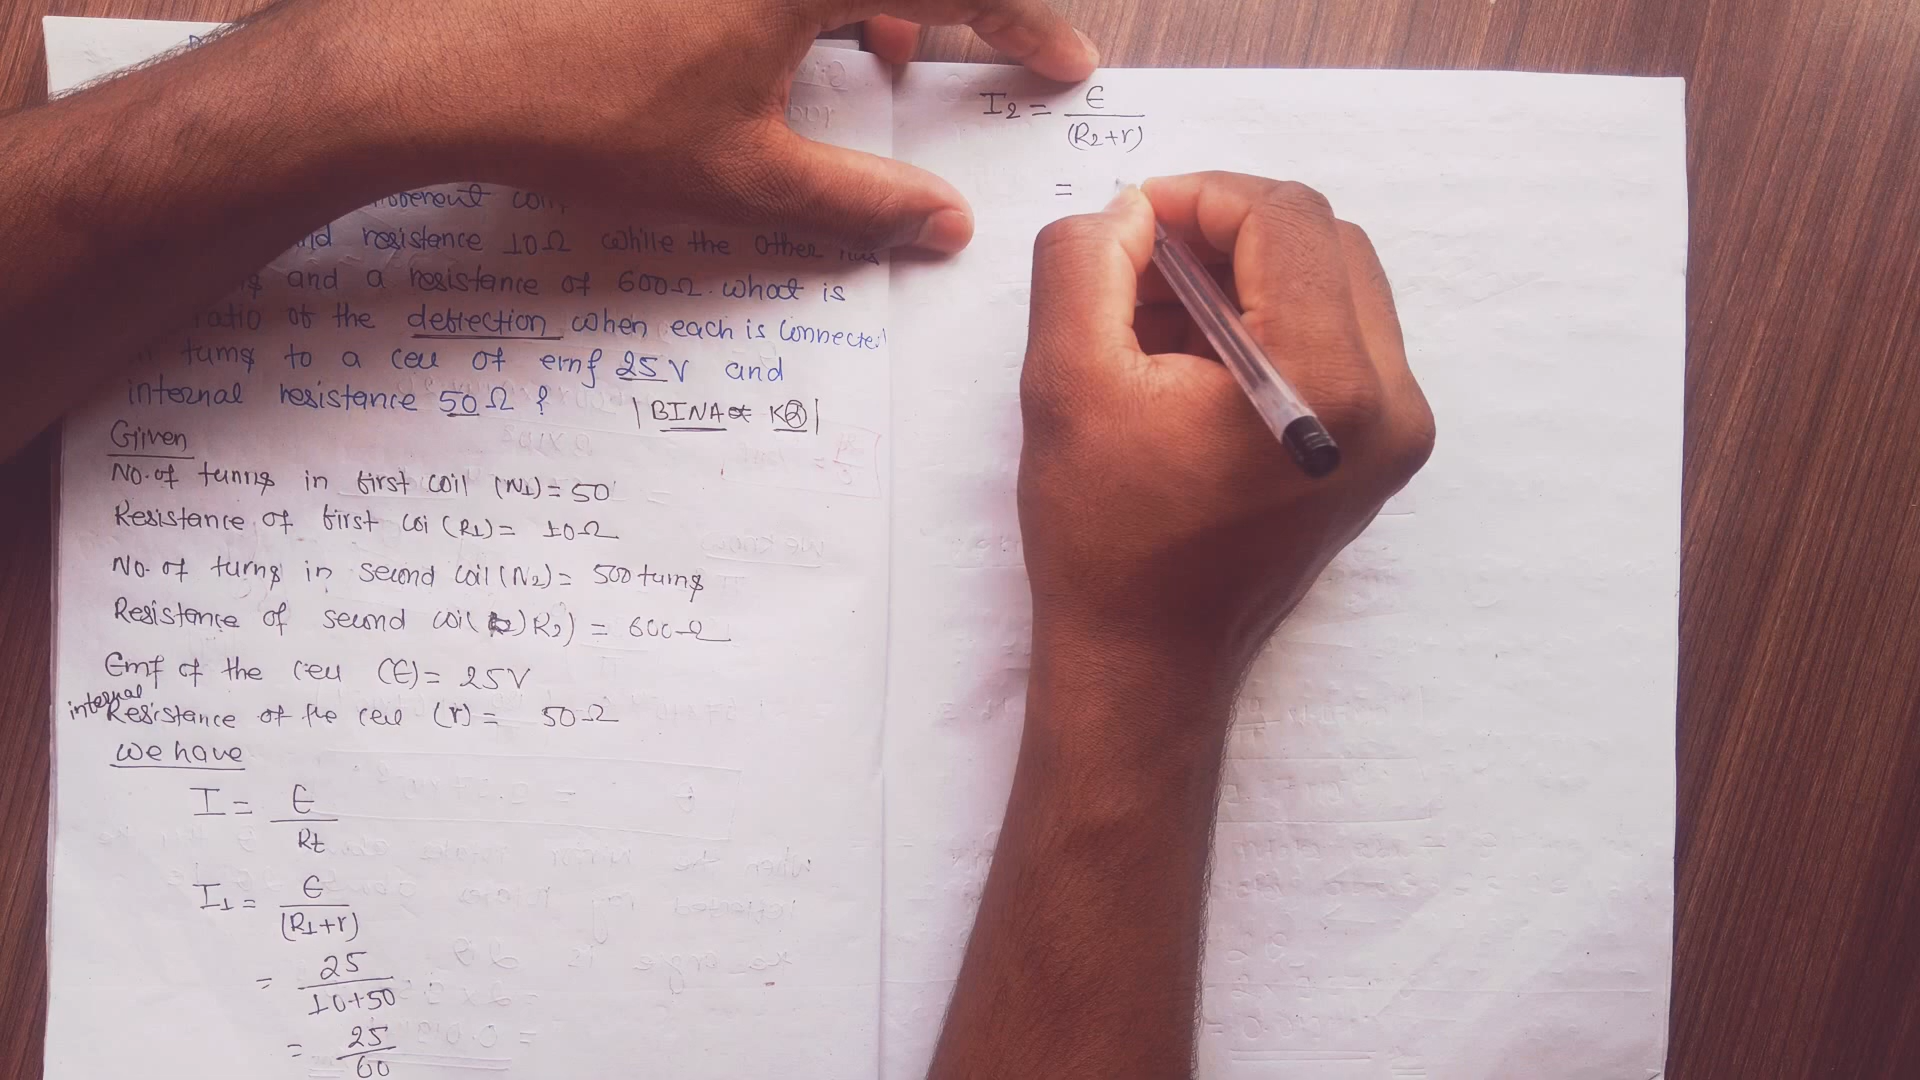 resistance 10Ω while the other has
and a resistance of 600Ω. what is
ratio of the deflection when each is connected
turns to a cell of emf 25 V and
internal resistance 50Ω ?
Given
No. of turns in first coil (N1) = 50
Resistance of first coi (R1) = 10Ω
No. of turns in second coil (N2) = 500 turns
Resistance of second coil R2) = 600Ω
Emf of the cell (E) = 25V
internal Resistance of the cell (r) = 50Ω
we have
I = E
Rt
I1 = E
(R1+r)
= 25
10+50
= 25
60
I2 = E
(R2+r)
=